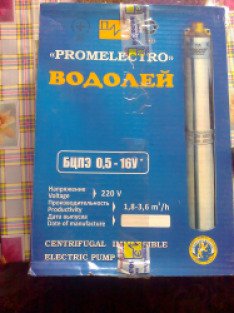 «PROMELECTRO»
ВОДОЛЕЙ
БЦПЭ 0,5 - 16У*
Напряжение
Voltage } 220 V
Производительность
Productivity } 1,8-3,6 m³/h
Дата выпуска
Date of manufacture
CENTRIFUGAL
ELECTRIC PUMP